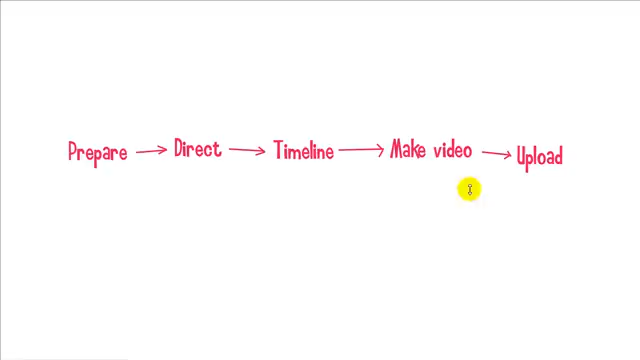 Prepare → Direct → Timeline → Make video → Upload